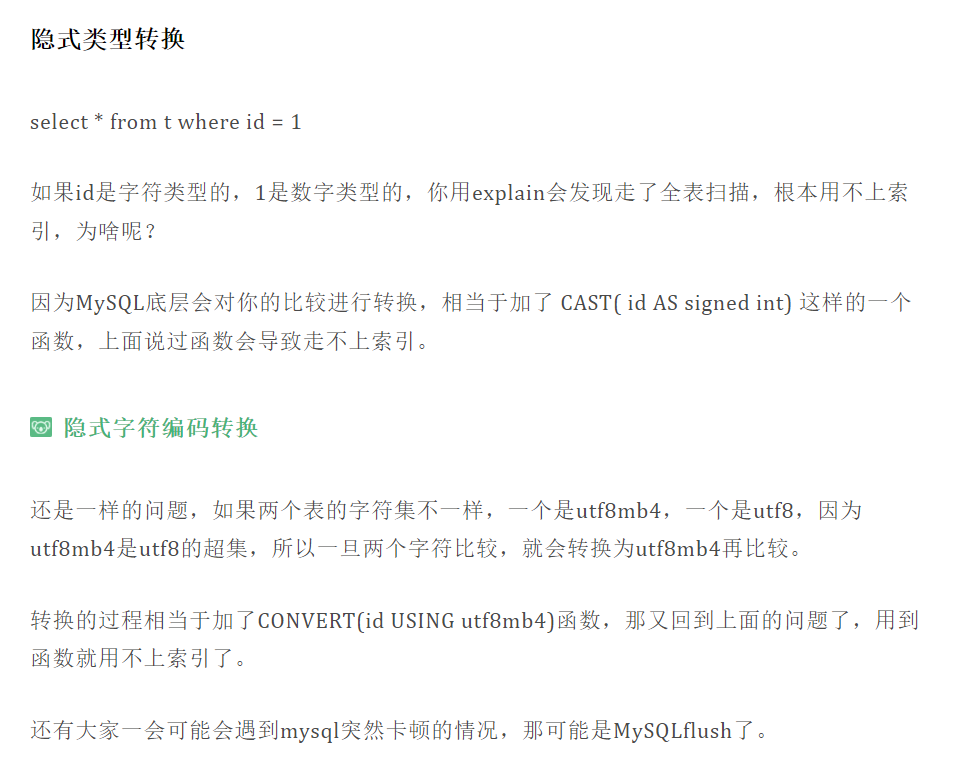 隐式类型转换
select * from t where id = 1
如果id是字符类型的，1是数字类型的，你用explain会发现走了全表扫描，根本用不上索
引，为啥呢？
因为MySQL底层会对你的比较进行转换，相当于加了 CAST( id AS signed int) 这样的一个
函数，上面说过函数会导致走不上索引。
隐式字符编码转换
还是一样的问题，如果两个表的字符集不一样，一个是utf8mb4，一个是utf8，因为
utf8mb4是utf8的超集，所以一旦两个字符比较，就会转换为utf8mb4再比较。
转换的过程相当于加了CONVERT(id USING utf8mb4)函数，那又回到上面的问题了，用到
函数就用不上索引了。
还有大家一会可能会遇到mysql突然卡顿的情况，那可能是MySQLflush了。